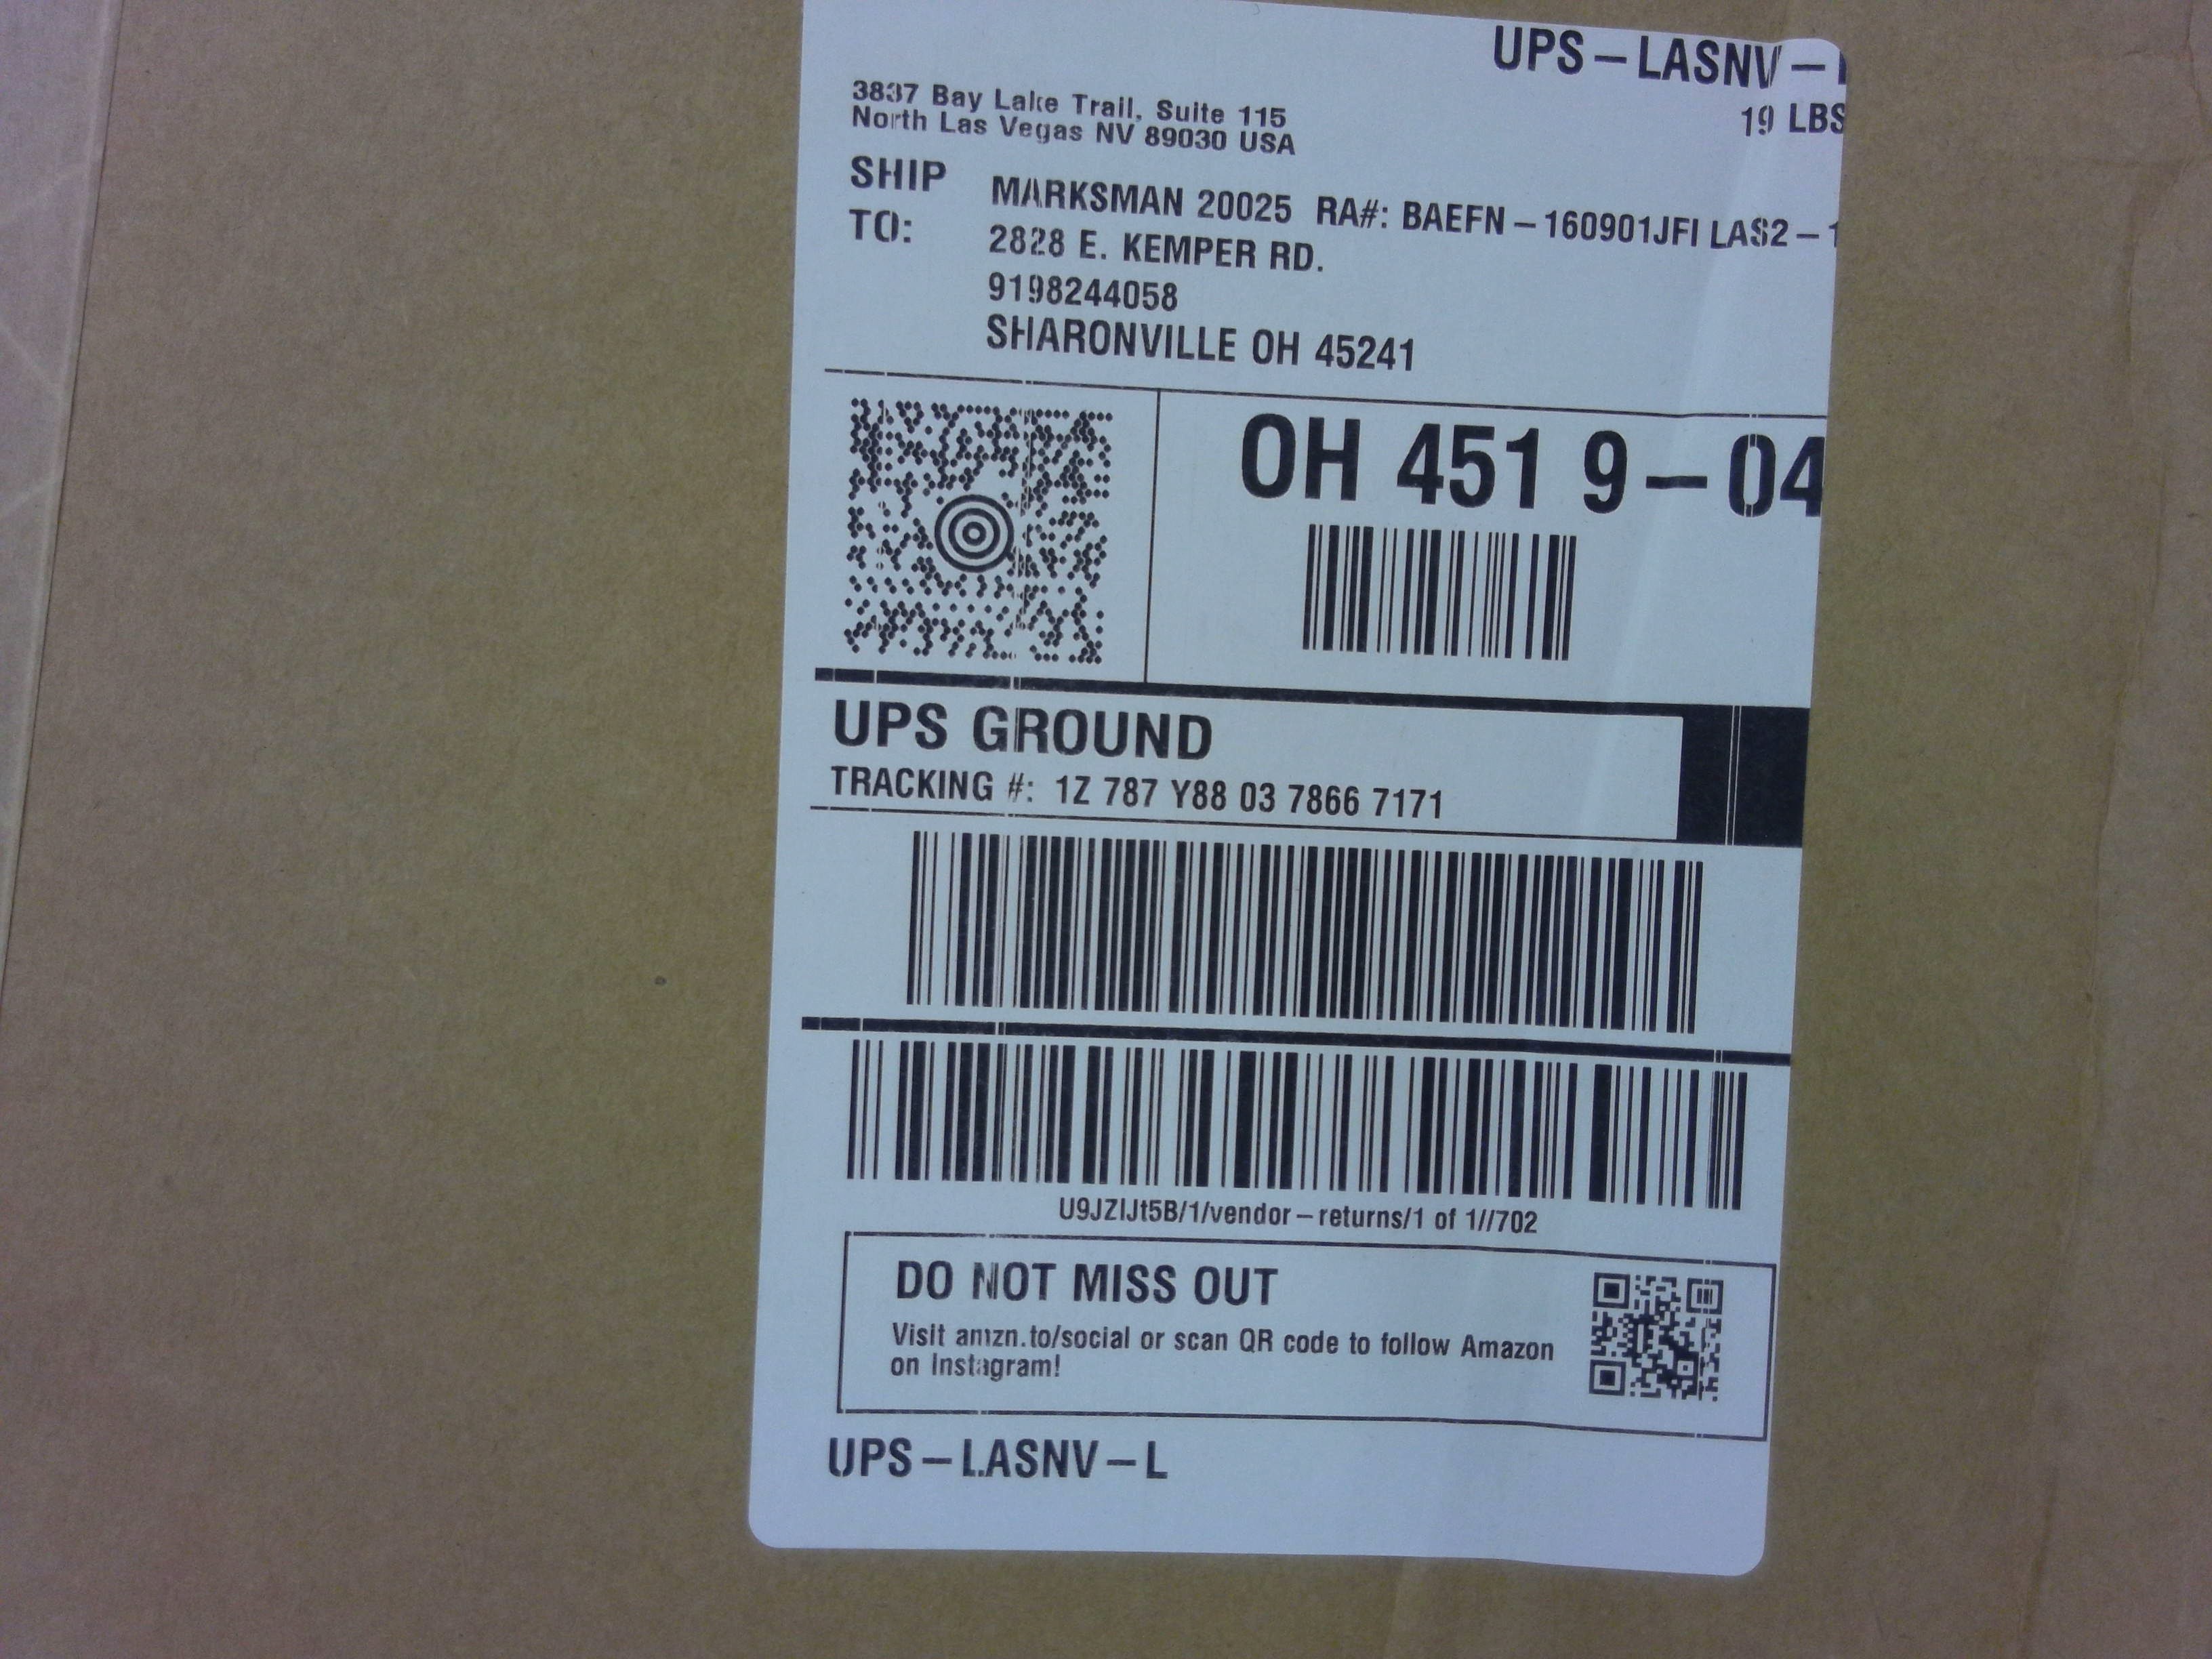 UPS – LASNV –
3837 Bay Lake Trail, Suite 115
North Las Vegas NV 89030 USA
19 LBS
SHIP TO:
MARKSMAN 20025 RA#: BAEFN – 160901JFI LAS2 – 1
2828 E. KEMPER RD.
9198244058
SHARONVILLE OH 45241
OH 451 9 – 04
UPS GROUND
TRACKING #: 1Z 787 Y88 03 7866 7171
U9JZIJt5B/1/vendor – returns/1 of 1//702
DO NOT MISS OUT
Visit amzn.to/social or scan QR code to follow Amazon
on Instagram!
UPS – LASNV – L